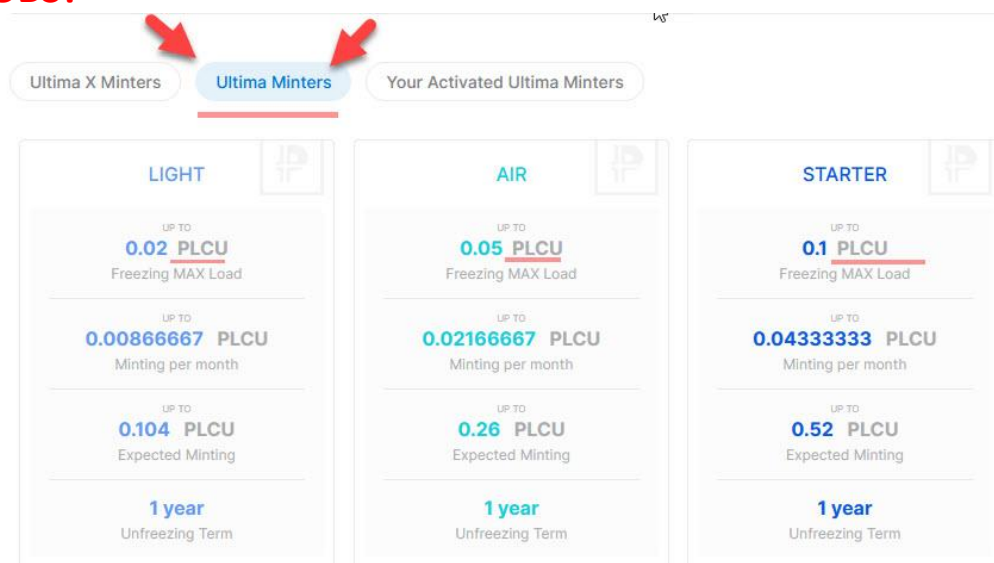 Ultima X Minters Ultima Minters Your Activated Ultima Minters
LIGHT AIR STARTER
UP TO UP TO UP TO
0.02 PLCU 0.05 PLCU 0.1 PLCU
Freezing MAX Load Freezing MAX Load Freezing MAX Load
UP TO UP TO UP TO
0.00866667 PLCU 0.02166667 PLCU 0.04333333 PLCU
Minting per month Minting per month Minting per month
UP TO UP TO UP TO
0.104 PLCU 0.26 PLCU 0.52 PLCU
Expected Minting Expected Minting Expected Minting
1 year 1 year 1 year
Unfreezing Term Unfreezing Term Unfreezing Term